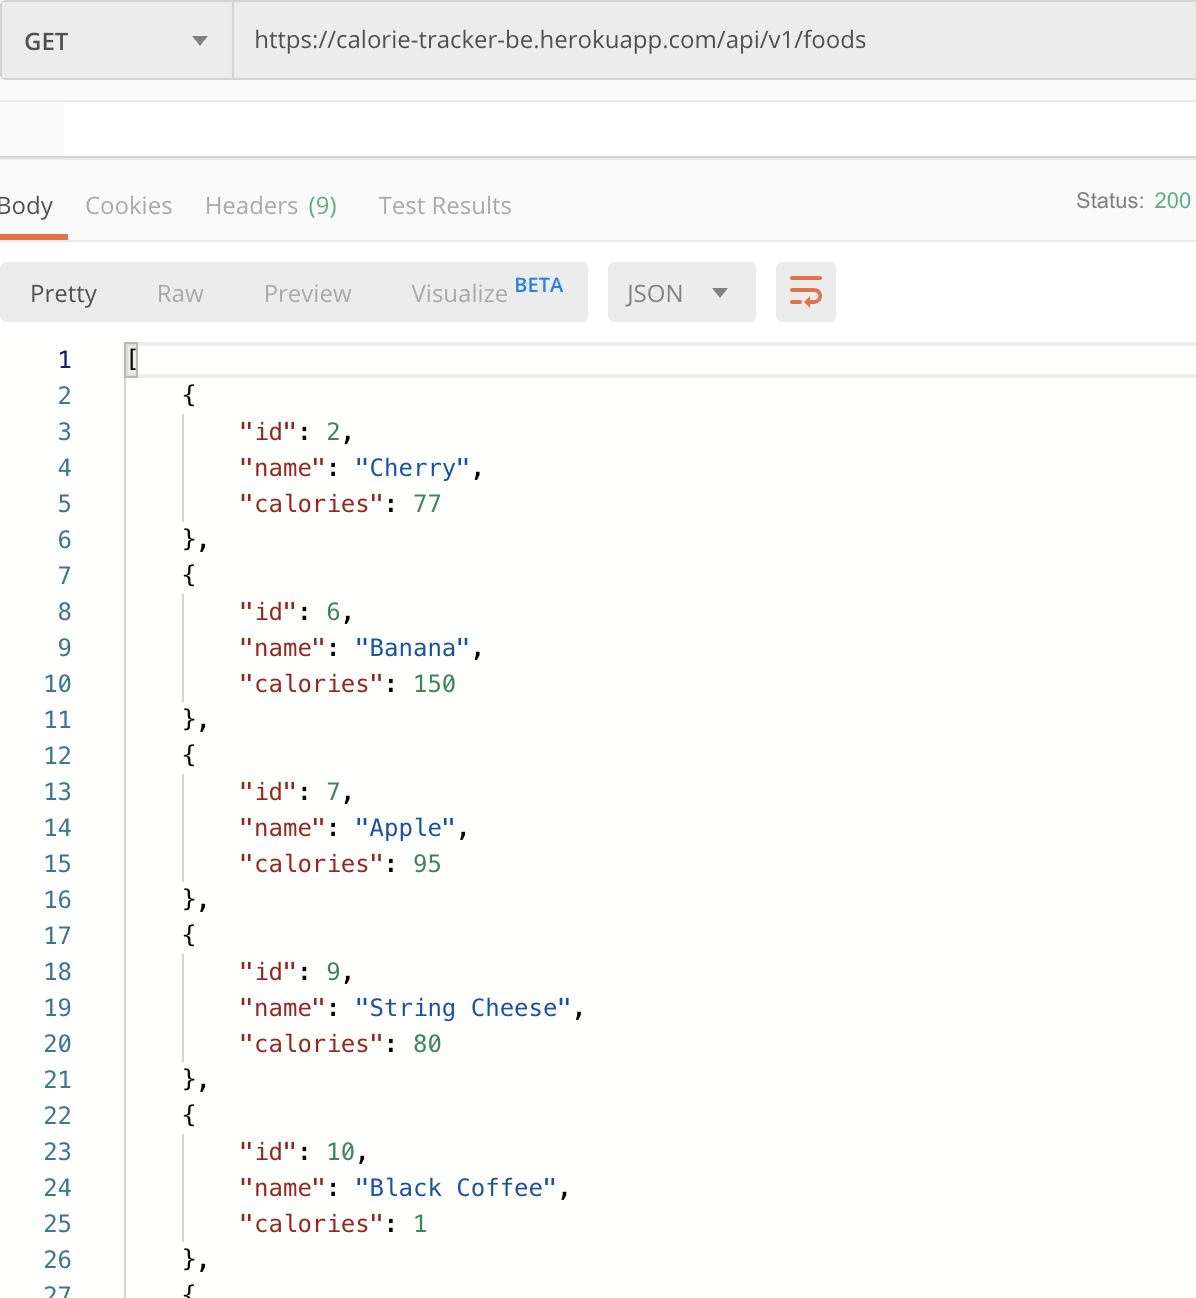 GET https://calorie-tracker-be.herokuapp.com/api/v1/foods
Body Cookies Headers (9) Test Results Status: 200
Pretty Raw Preview Visualize BETA JSON
1 [
2 {
3 "id": 2,
4 "name": "Cherry",
5 "calories": 77
6 },
7 {
8 "id": 6,
9 "name": "Banana",
10 "calories": 150
11 },
12 {
13 "id": 7,
14 "name": "Apple",
15 "calories": 95
16 },
17 {
18 "id": 9,
19 "name": "String Cheese",
20 "calories": 80
21 },
22 {
23 "id": 10,
24 "name": "Black Coffee",
25 "calories": 1
26 },
27 {